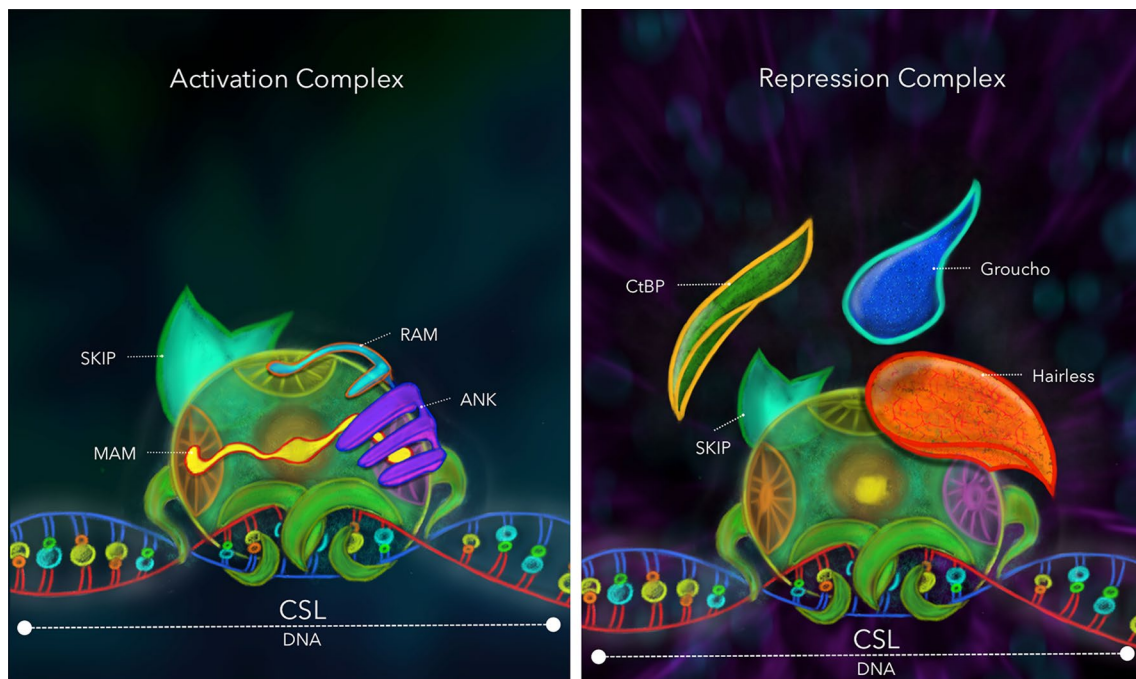 Activation Complex
SKIP
RAM
ANK
MAM
CSL
DNA
Repression Complex
CtBP
Groucho
Hairless
SKIP
CSL
DNA